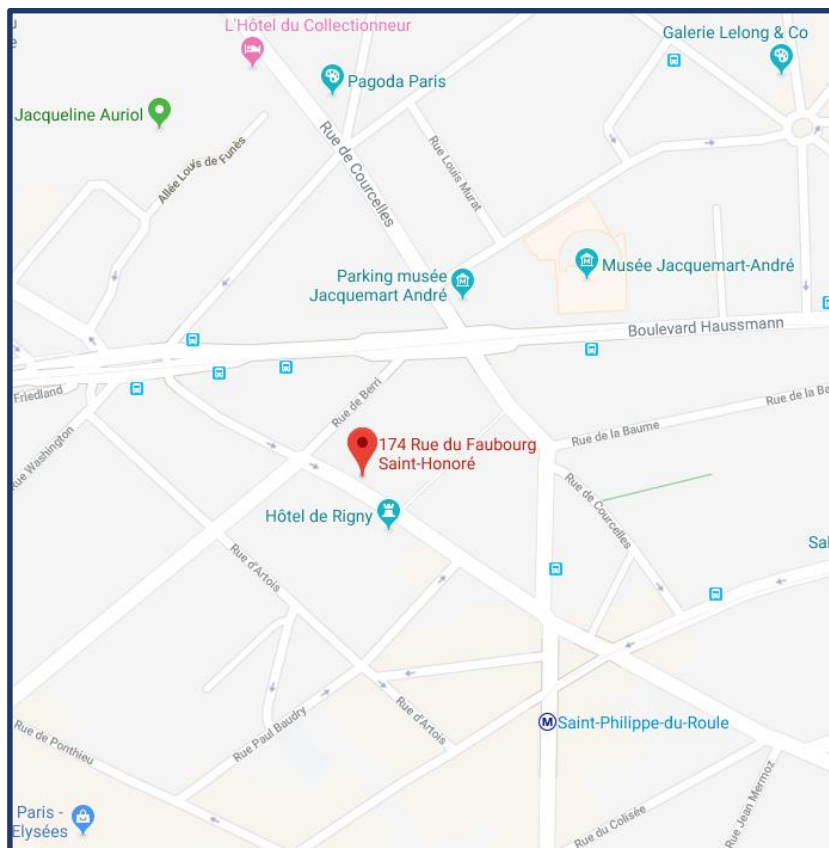 L'Hôtel du Collectionneur
Galerie Lelong & Co
Pagoda Paris
Jacqueline Auriol
Allée Louis de Funès
Rue de Courcelles
Rue Louis Murat
Parking musée
Jacquemart André
Musée Jacquemart-André
Boulevard Haussmann
Friedland
Rue de Berri
Rue de la Ba
Rue de la Baume
Rue Washington
174 Rue du Faubourg
Saint-Honoré
Hôtel de Rigny
Rue de Courcelles
Sal
Rue d'Artois
Rue d'Artois
M Saint-Philippe-du-Roule
Rue de Ponthieu
Rue Paul Baudry
Rue Jean Mermoz
Rue du Colisée
Paris -
Elysées